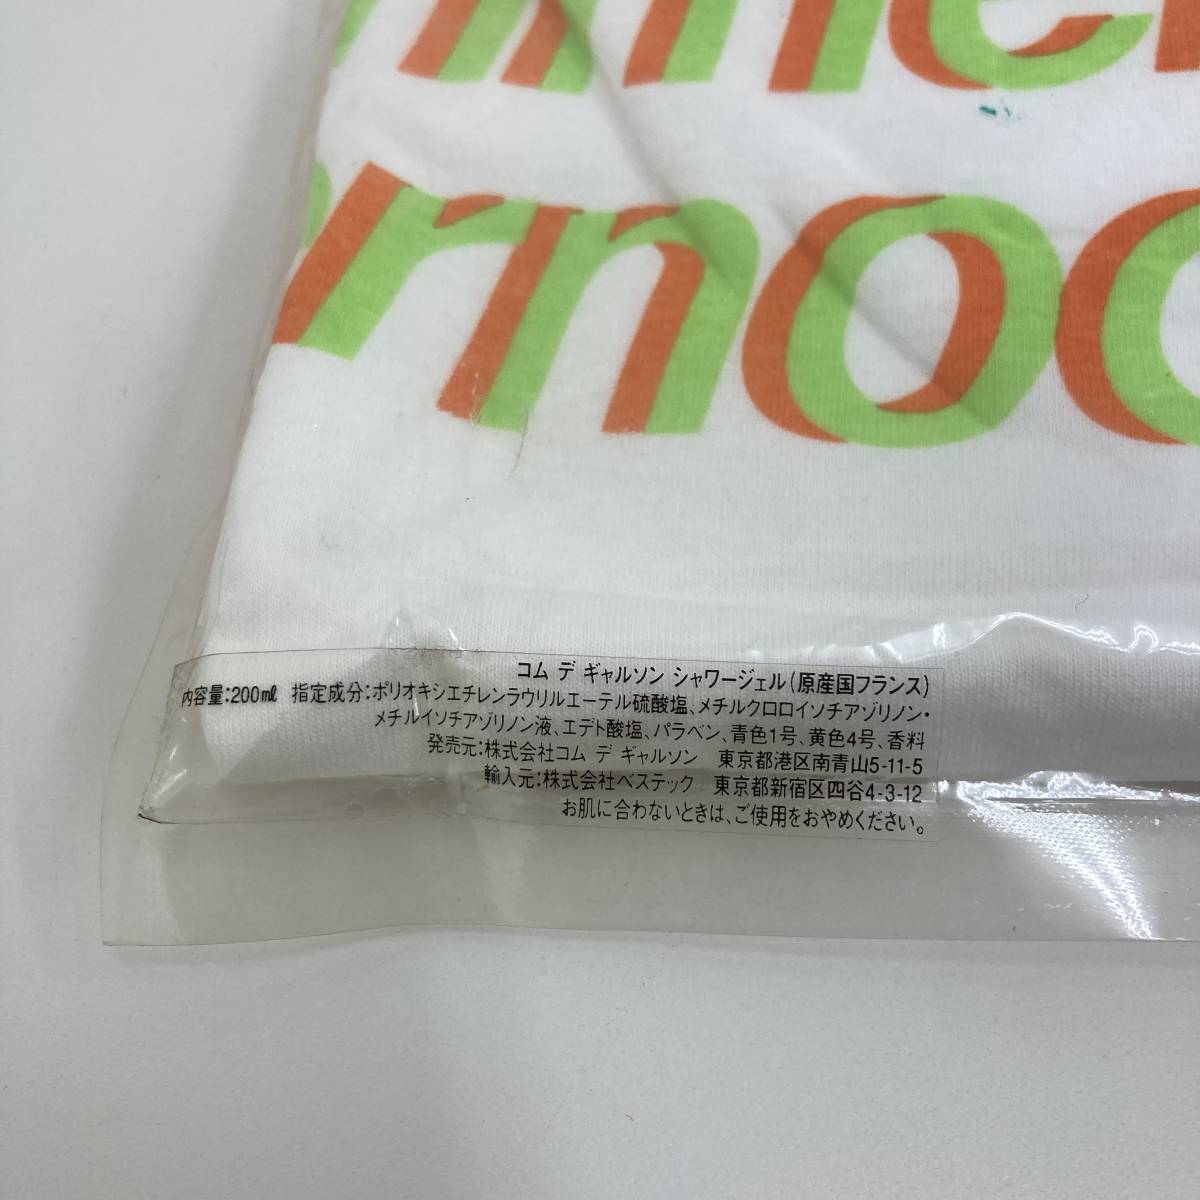 mme
rnoo
コム デ ギャルソン シャワージェル(原産国フランス)
内容量:200ml 指定成分:ポリオキシエチレンラウリルエーテル硫酸塩、メチルクロロイソチアゾリノン・
メチルイソチアゾリノン液、エデト酸塩、パラベン、青色1号、黄色4号、香料
発売元:株式会社コム デ ギャルソン 東京都港区南青山5-11-5
輸入元:株式会社ベステック 東京都新宿区四谷4-3-12
お肌に合わないときは、ご使用をおやめください。